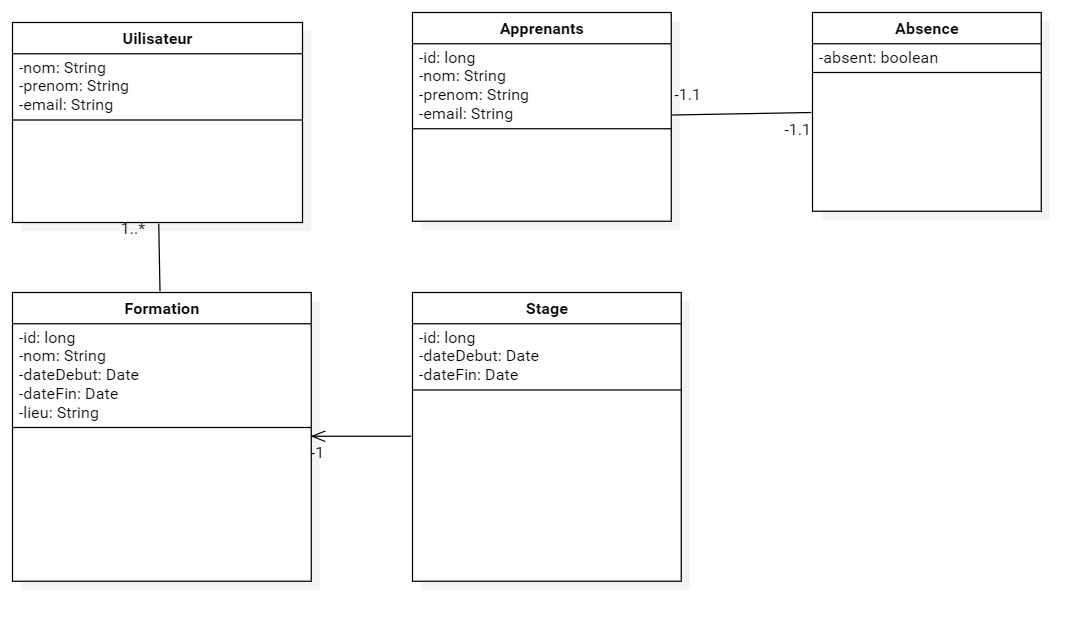 Uilisateur
-nom: String
-prenom: String
-email: String
1..*
Apprenants
-id: long
-nom: String
-prenom: String
-email: String
-1.1
-1.1
Absence
-absent: boolean
Formation
-id: long
-nom: String
-dateDebut: Date
-dateFin: Date
-lieu: String
-1
Stage
-id: long
-dateDebut: Date
-dateFin: Date